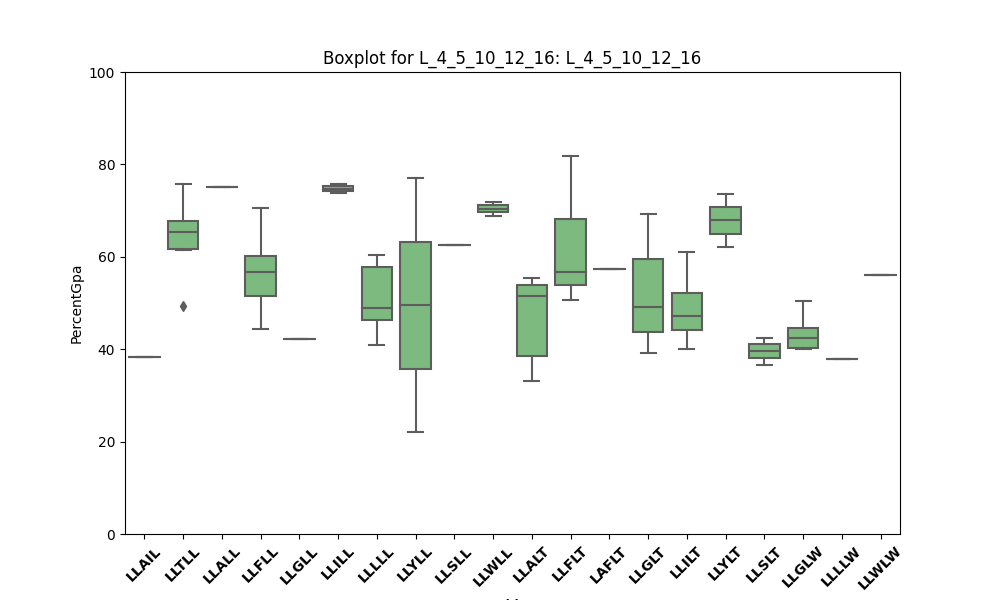 Boxplot for L_4_5_10_12_16: L_4_5_10_12_16
100
80
60
40
20
0
PercentGpa
LLAIL LLTLL LLALL LLFLL LLGLL LLILL LLLLL LLYLL LLSLL LLWLL LLALT LLFLT LAFLT LLGLT LLILT LLYLT LLSLT LLGLW LLLLW LLWLW